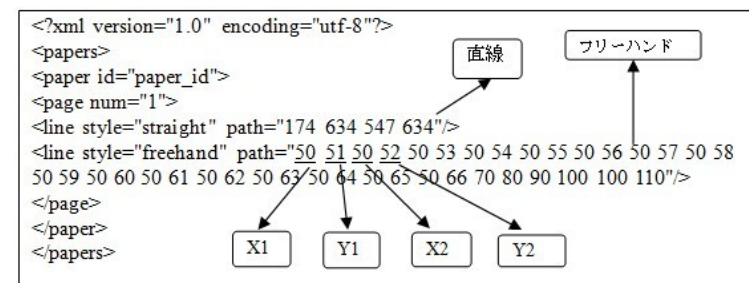 <?xml version="1.0" encoding="utf-8"?>
<papers>
<paper id="paper_id">
<page num="1">
<line style="straight" path="174 634 547 634"/>
<line style="freehand" path="50 51 50 52 50 53 50 54 50 55 50 56 50 57 50 58
50 59 50 60 50 61 50 62 50 63 50 64 50 65 50 66 70 80 90 100 100 110"/>
</page>
</paper>
</papers>
直線
フリーハンド
X1
Y1
X2
Y2